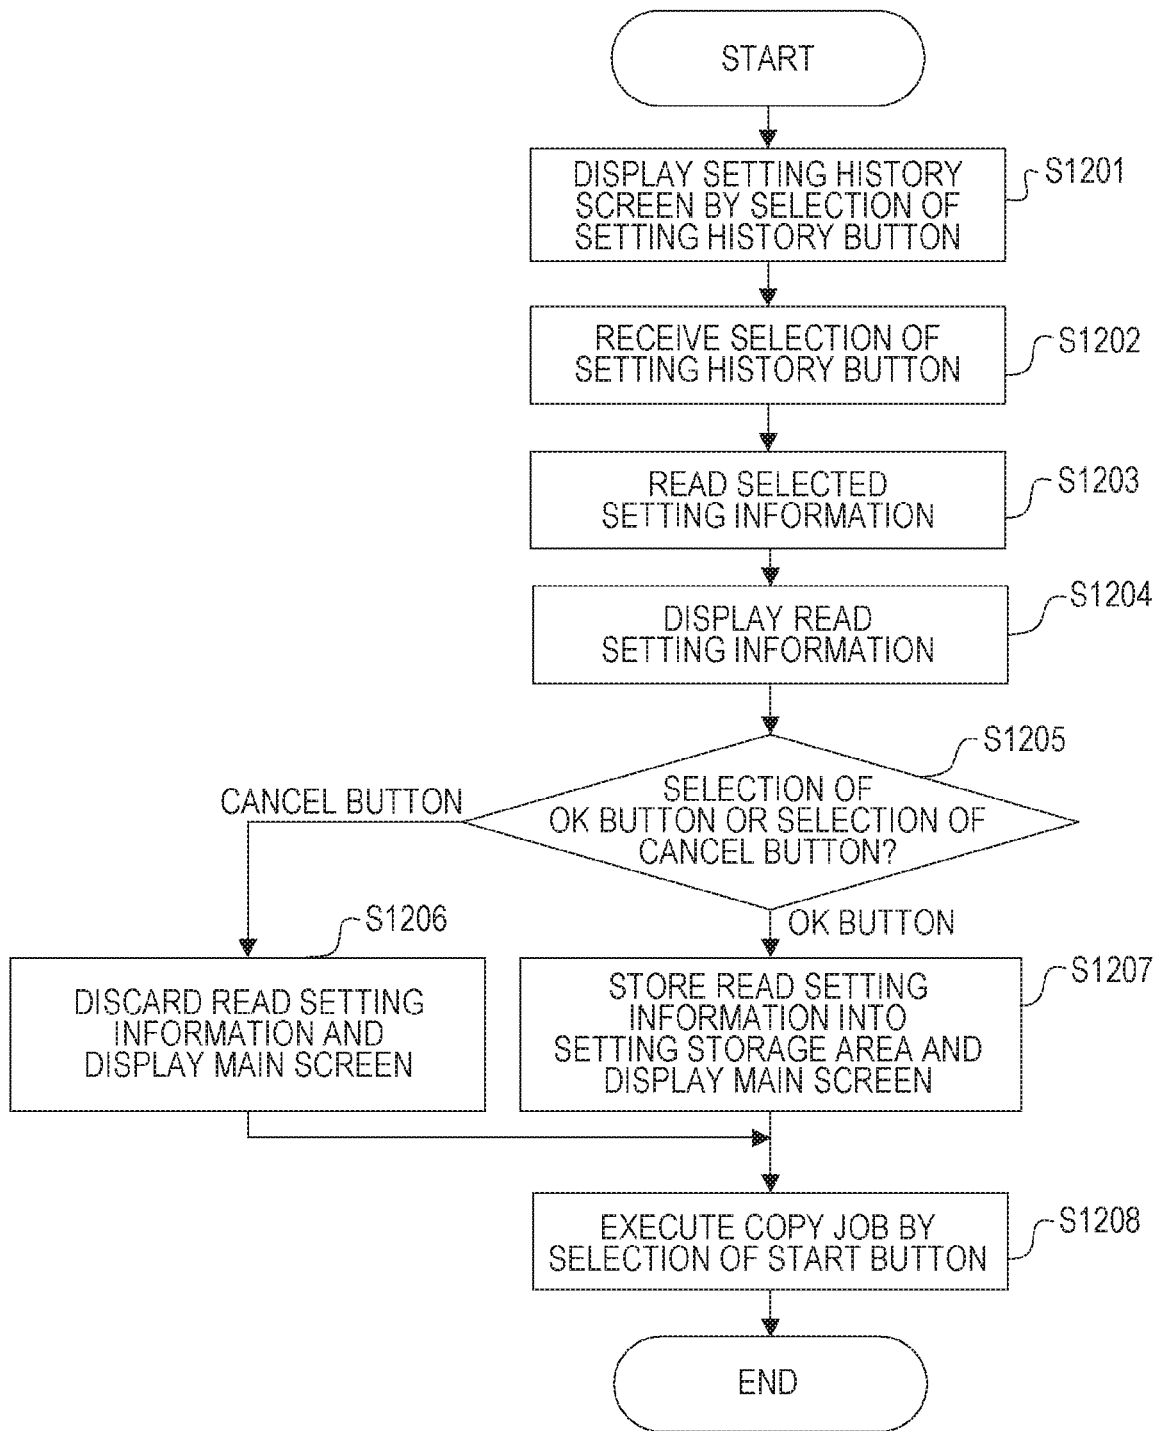 START
DISPLAY SETTING HISTORY
SCREEN BY SELECTION OF
SETTING HISTORY BUTTON
S1201
RECEIVE SELECTION OF
SETTING HISTORY BUTTON
S1202
READ SELECTED
SETTING INFORMATION
S1203
DISPLAY READ
SETTING INFORMATION
S1204
SELECTION OF
OK BUTTON OR SELECTION OF
CANCEL BUTTON?
S1205
CANCEL BUTTON
OK BUTTON
DISCARD READ SETTING
INFORMATION AND
DISPLAY MAIN SCREEN
S1206
STORE READ SETTING
INFORMATION INTO
SETTING STORAGE AREA AND
DISPLAY MAIN SCREEN
S1207
EXECUTE COPY JOB BY
SELECTION OF START BUTTON
S1208
END